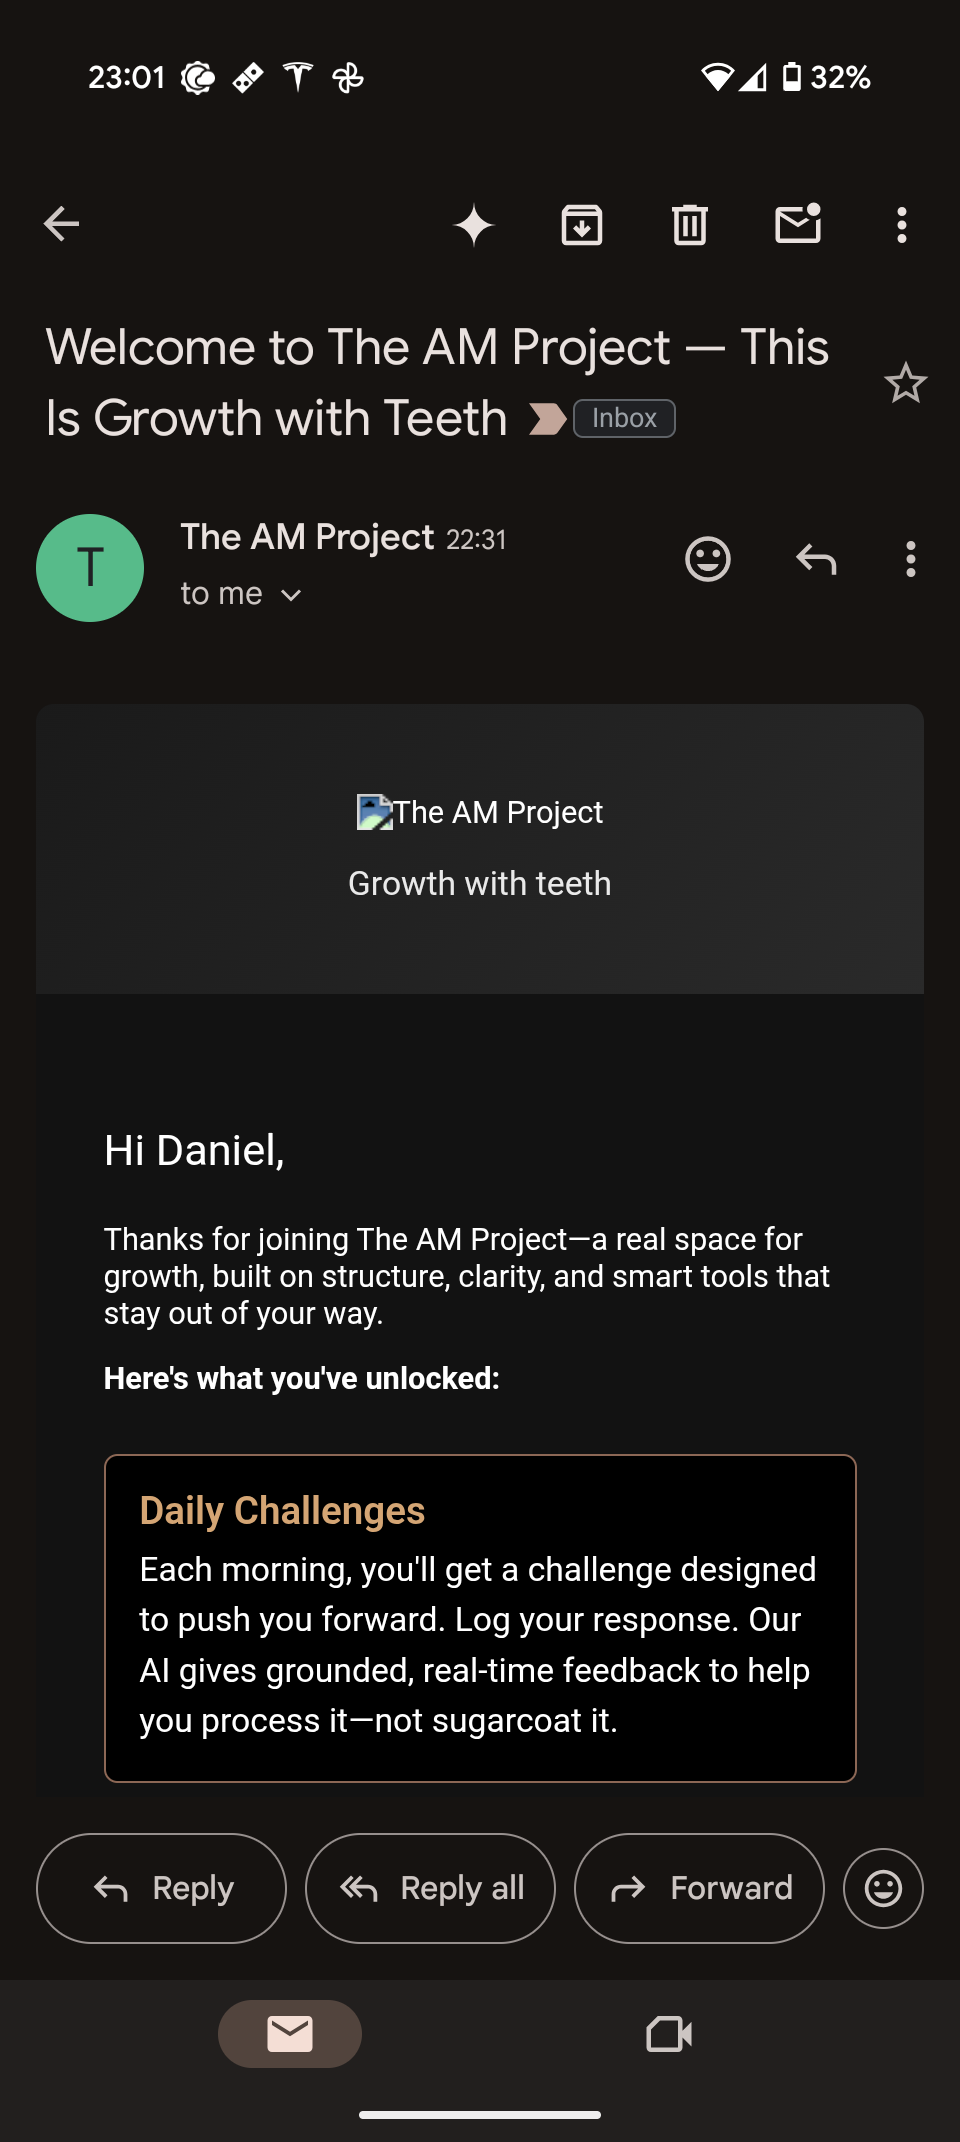 23:01
32%
Welcome to The AM Project — This
Is Growth with Teeth Inbox
T
The AM Project 22:31
to me
The AM Project
Growth with teeth
Hi Daniel,
Thanks for joining The AM Project—a real space for
growth, built on structure, clarity, and smart tools that
stay out of your way.
Here's what you've unlocked:
Daily Challenges
Each morning, you'll get a challenge designed
to push you forward. Log your response. Our
AI gives grounded, real-time feedback to help
you process it—not sugarcoat it.
Reply
Reply all
Forward